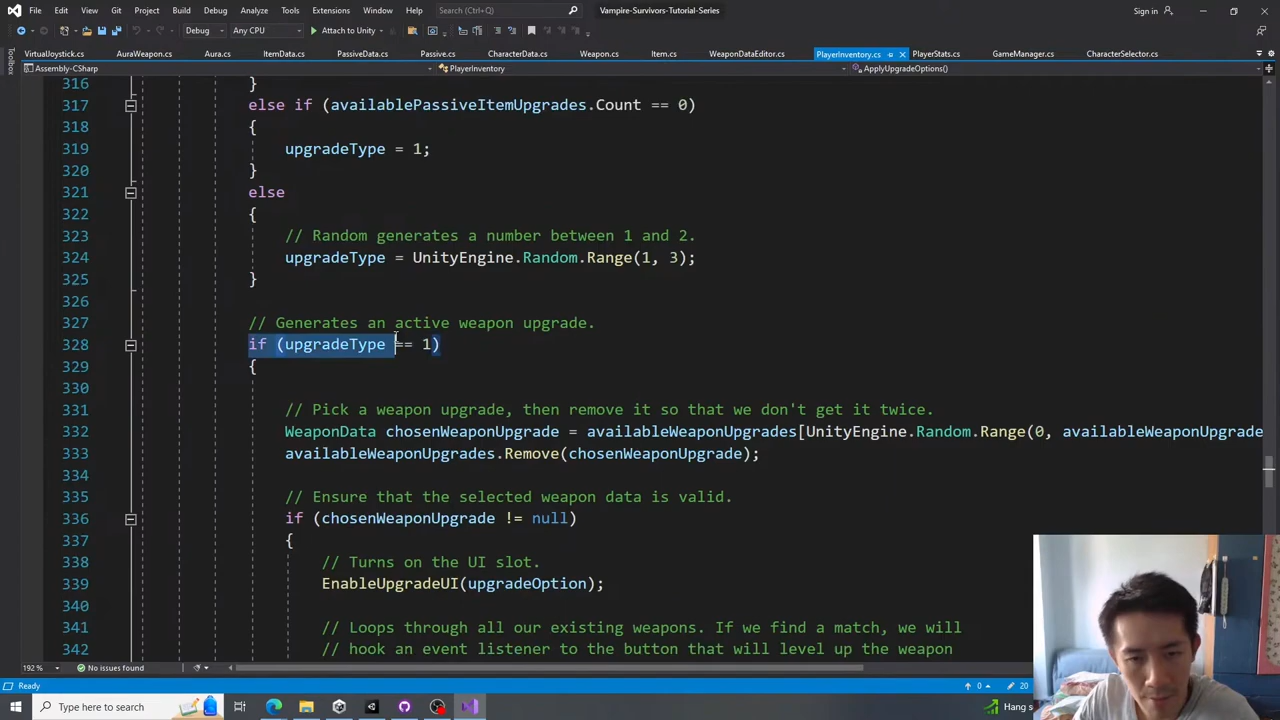 File Edit View Git Project Build Debug Test Analyze Tools Extensions Window Help Search (Ctrl+Q) Vampire-Survivors-Tutorial-Series Sign in
Debug Any CPU Attach to Unity
VirtualJoystick.cs AuraWeapon.cs Aura.cs ItemData.cs PassiveData.cs Passive.cs CharacterData.cs Weapon.cs Item.cs WeaponDataEditor.cs PlayerInventory.cs PlayerStats.cs GameManager.cs CharacterSelector.cs
Toolbox
Assembly-CSharp PlayerInventory ApplyUpgradeOptions()
316 }
317 else if (availablePassiveItemUpgrades.Count == 0)
318 {
319 upgradeType = 1;
320 }
321 else
322 {
323 // Random generates a number between 1 and 2.
324 upgradeType = UnityEngine.Random.Range(1, 3);
325 }
326
327 // Generates an active weapon upgrade.
328 if (upgradeType == 1)
329 {
330
331 // Pick a weapon upgrade, then remove it so that we don't get it twice.
332 WeaponData chosenWeaponUpgrade = availableWeaponUpgrades[UnityEngine.Random.Range(0, availableWeaponUpgrade
333 availableWeaponUpgrades.Remove(chosenWeaponUpgrade);
334
335 // Ensure that the selected weapon data is valid.
336 if (chosenWeaponUpgrade != null)
337 {
338 // Turns on the UI slot.
339 EnableUpgradeUI(upgradeOption);
340
341 // Loops through all our existing weapons. If we find a match, we will
342 // hook an event listener to the button that will level up the weapon
192 % No issues found
Ready 0 20
Type here to search Hang s